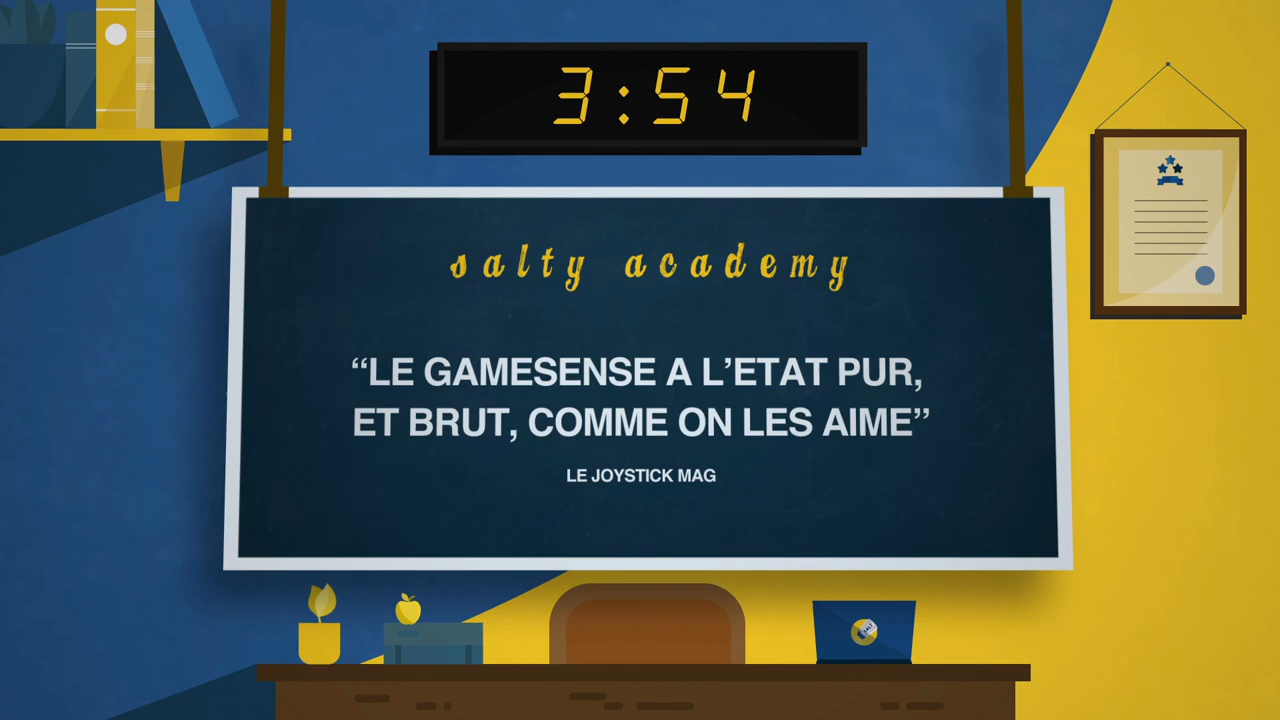 3:54
salty academy
“LE GAMESENSE A L’ETAT PUR,
ET BRUT, COMME ON LES AIME”
LE JOYSTICK MAG